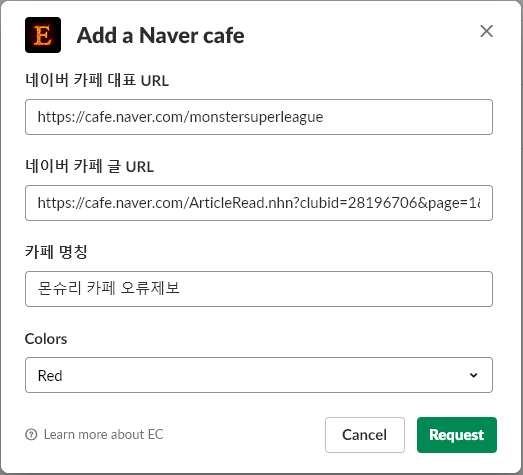 E Add a Naver cafe
네이버 카페 대표 URL
https://cafe.naver.com/monstersuperleague
네이버 카페 글 URL
https://cafe.naver.com/ArticleRead.nhn?clubid=28196706&page=1&
카페 명칭
몬슈리 카페 오류제보
Colors
Red
Learn more about EC
Cancel
Request